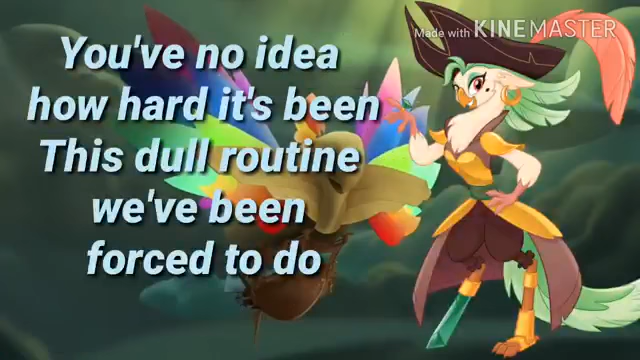 Made with KINEMASTER
You've no idea
how hard it's been
This dull routine
we've been
forced to do